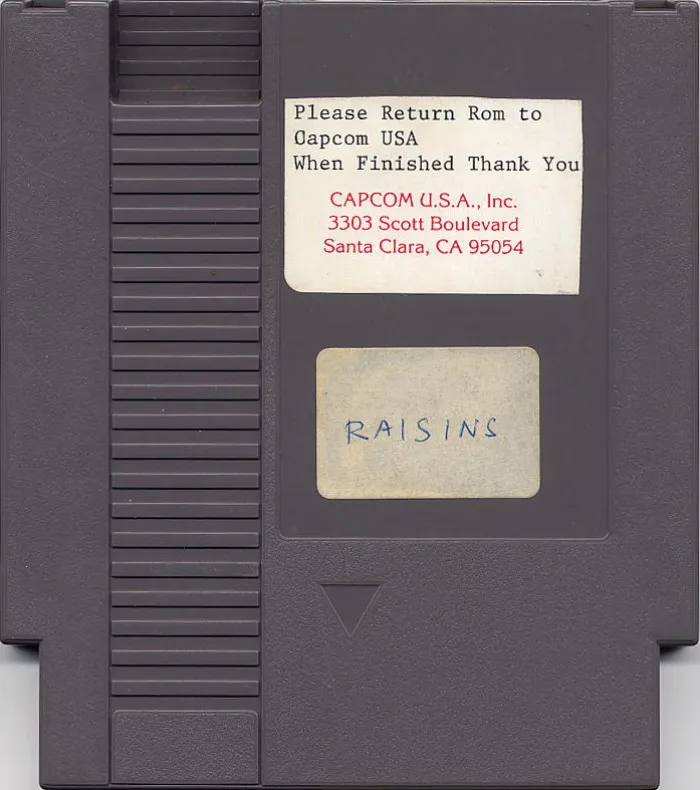 Please Return Rom to
Capcom USA
When Finished Thank You
CAPCOM U.S.A., Inc.
3303 Scott Boulevard
Santa Clara, CA 95054
RAISINS